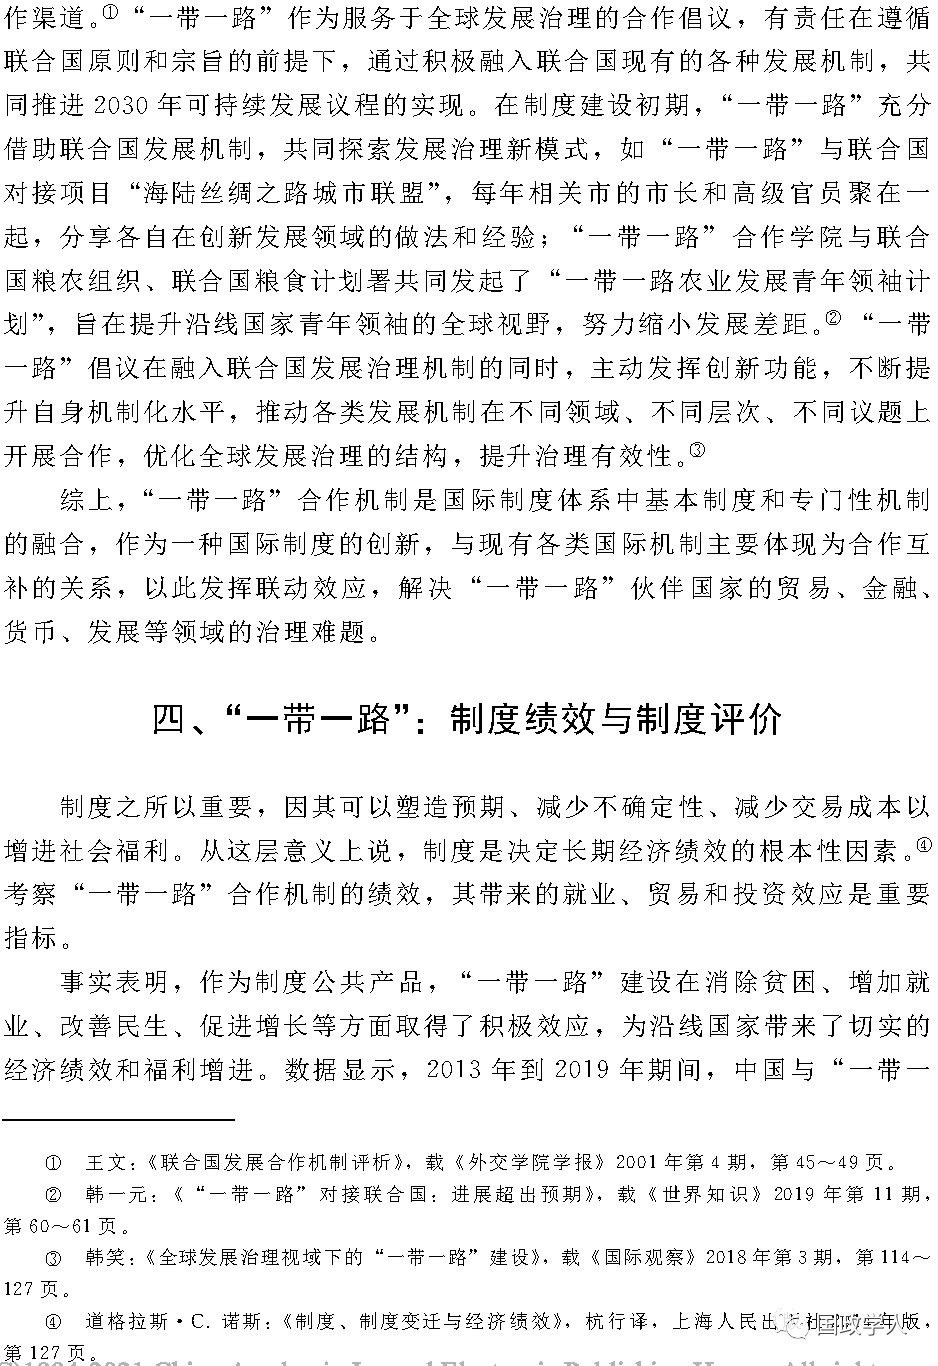 作渠道。①“一带一路”作为服务于全球发展治理的合作倡议，有责任在遵循
联合国原则和宗旨的前提下，通过积极融入联合国现有的各种发展机制，共
同推进 2030 年可持续发展议程的实现。在制度建设初期，“一带一路”充分
借助联合国发展机制，共同探索发展治理新模式，如“一带一路”与联合国
对接项目“海陆丝绸之路城市联盟”，每年相关市的市长和高级官员聚在一
起，分享各自在创新发展领域的做法和经验；“一带一路”合作学院与联合
国粮农组织、联合国粮食计划署共同发起了“一带一路农业发展青年领袖计
划”，旨在提升沿线国家青年领袖的全球视野，努力缩小发展差距。②“一带
一路”倡议在融入联合国发展治理机制的同时，主动发挥创新功能，不断提
升自身机制化水平，推动各类发展机制在不同领域、不同层次、不同议题上
开展合作，优化全球发展治理的结构，提升治理有效性。③
综上，“一带一路”合作机制是国际制度体系中基本制度和专门性机制
的融合，作为一种国际制度的创新，与现有各类国际机制主要体现为合作互
补的关系，以此发挥联动效应，解决“一带一路”伙伴国家的贸易、金融、
货币、发展等领域的治理难题。
四、“一带一路”：制度绩效与制度评价
制度之所以重要，因其可以塑造预期、减少不确定性、减少交易成本以
增进社会福利。从这层意义上说，制度是决定长期经济绩效的根本性因素。④
考察“一带一路”合作机制的绩效，其带来的就业、贸易和投资效应是重要
指标。
事实表明，作为制度公共产品，“一带一路”建设在消除贫困、增加就
业、改善民生、促进增长等方面取得了积极效应，为沿线国家带来了切实的
经济绩效和福利增进。数据显示，2013 年到 2019 年期间，中国与“一带一
① 王文：《联合国发展合作机制评析》，载《外交学院学报》2001 年第 4 期，第 45～49 页。
② 韩一元：《“一带一路”对接联合国：进展超出预期》，载《世界知识》2019 年第 11 期，
第 60～61 页。
③ 韩笑：《全球发展治理视域下的“一带一路”建设》，载《国际观察》2018 年第 3 期，第 114～
127 页。
④ 道格拉斯·C. 诺斯：《制度、制度变迁与经济绩效》，杭行译，上海人民出版社 年版，
国政学人
第 127 页。